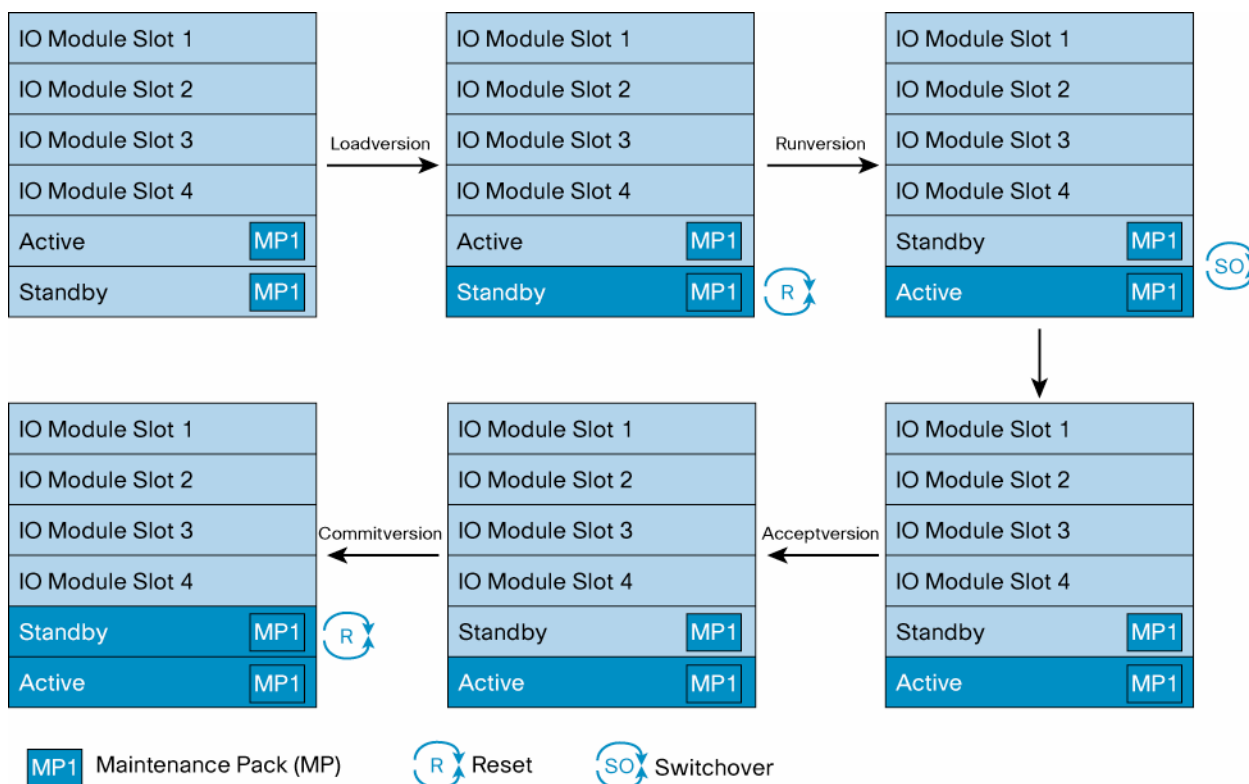 IO Module Slot 1
IO Module Slot 2
IO Module Slot 3
IO Module Slot 4
Active MP1
Standby MP1
Loadversion
IO Module Slot 1
IO Module Slot 2
IO Module Slot 3
IO Module Slot 4
Active MP1
Standby MP1
R
Runversion
IO Module Slot 1
IO Module Slot 2
IO Module Slot 3
IO Module Slot 4
Standby MP1
Active MP1
SO
IO Module Slot 1
IO Module Slot 2
IO Module Slot 3
IO Module Slot 4
Standby MP1
Active MP1
Acceptversion
IO Module Slot 1
IO Module Slot 2
IO Module Slot 3
IO Module Slot 4
Standby MP1
Active MP1
Commitversion
IO Module Slot 1
IO Module Slot 2
IO Module Slot 3
IO Module Slot 4
Standby MP1
Active MP1
R
MP1 Maintenance Pack (MP)
R Reset
SO Switchover